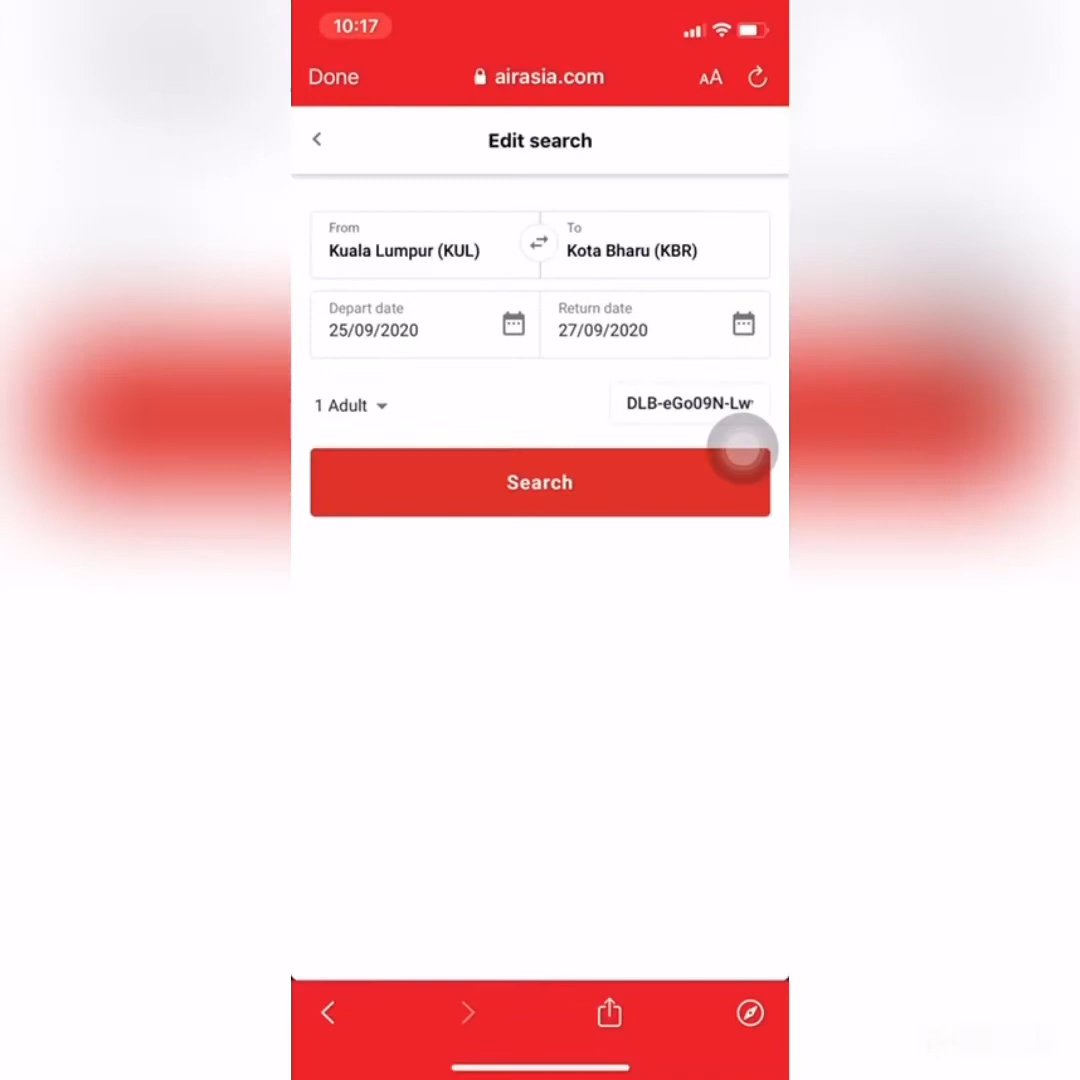 10:17
Done
airasia.com
AA
Edit search
From
Kuala Lumpur (KUL)
To
Kota Bharu (KBR)
Depart date
25/09/2020
Return date
27/09/2020
1 Adult
DLB-eGo09N-Lw
Search